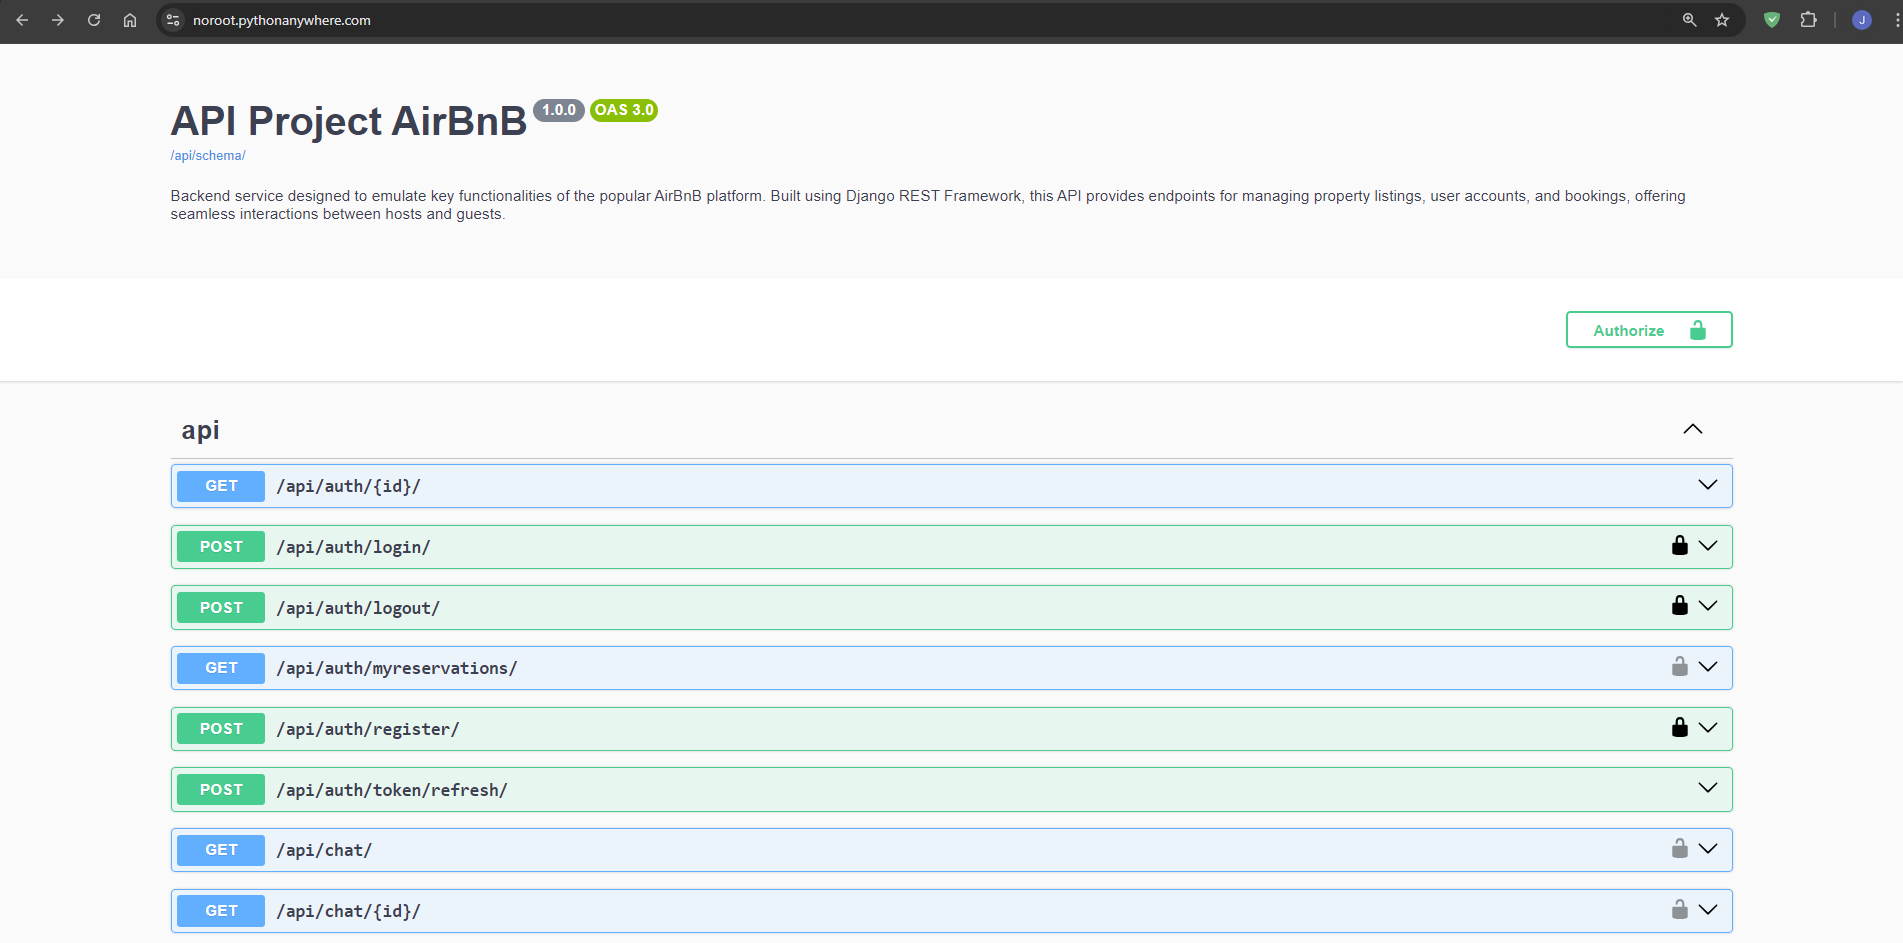 noroot.pythonanywhere.com
J
API Project AirBnB 1.0.0 OAS 3.0
/api/schema/
Backend service designed to emulate key functionalities of the popular AirBnB platform. Built using Django REST Framework, this API provides endpoints for managing property listings, user accounts, and bookings, offering
seamless interactions between hosts and guests.
Authorize
api
GET /api/auth/{id}/
POST /api/auth/login/
POST /api/auth/logout/
GET /api/auth/myreservations/
POST /api/auth/register/
POST /api/auth/token/refresh/
GET /api/chat/
GET /api/chat/{id}/